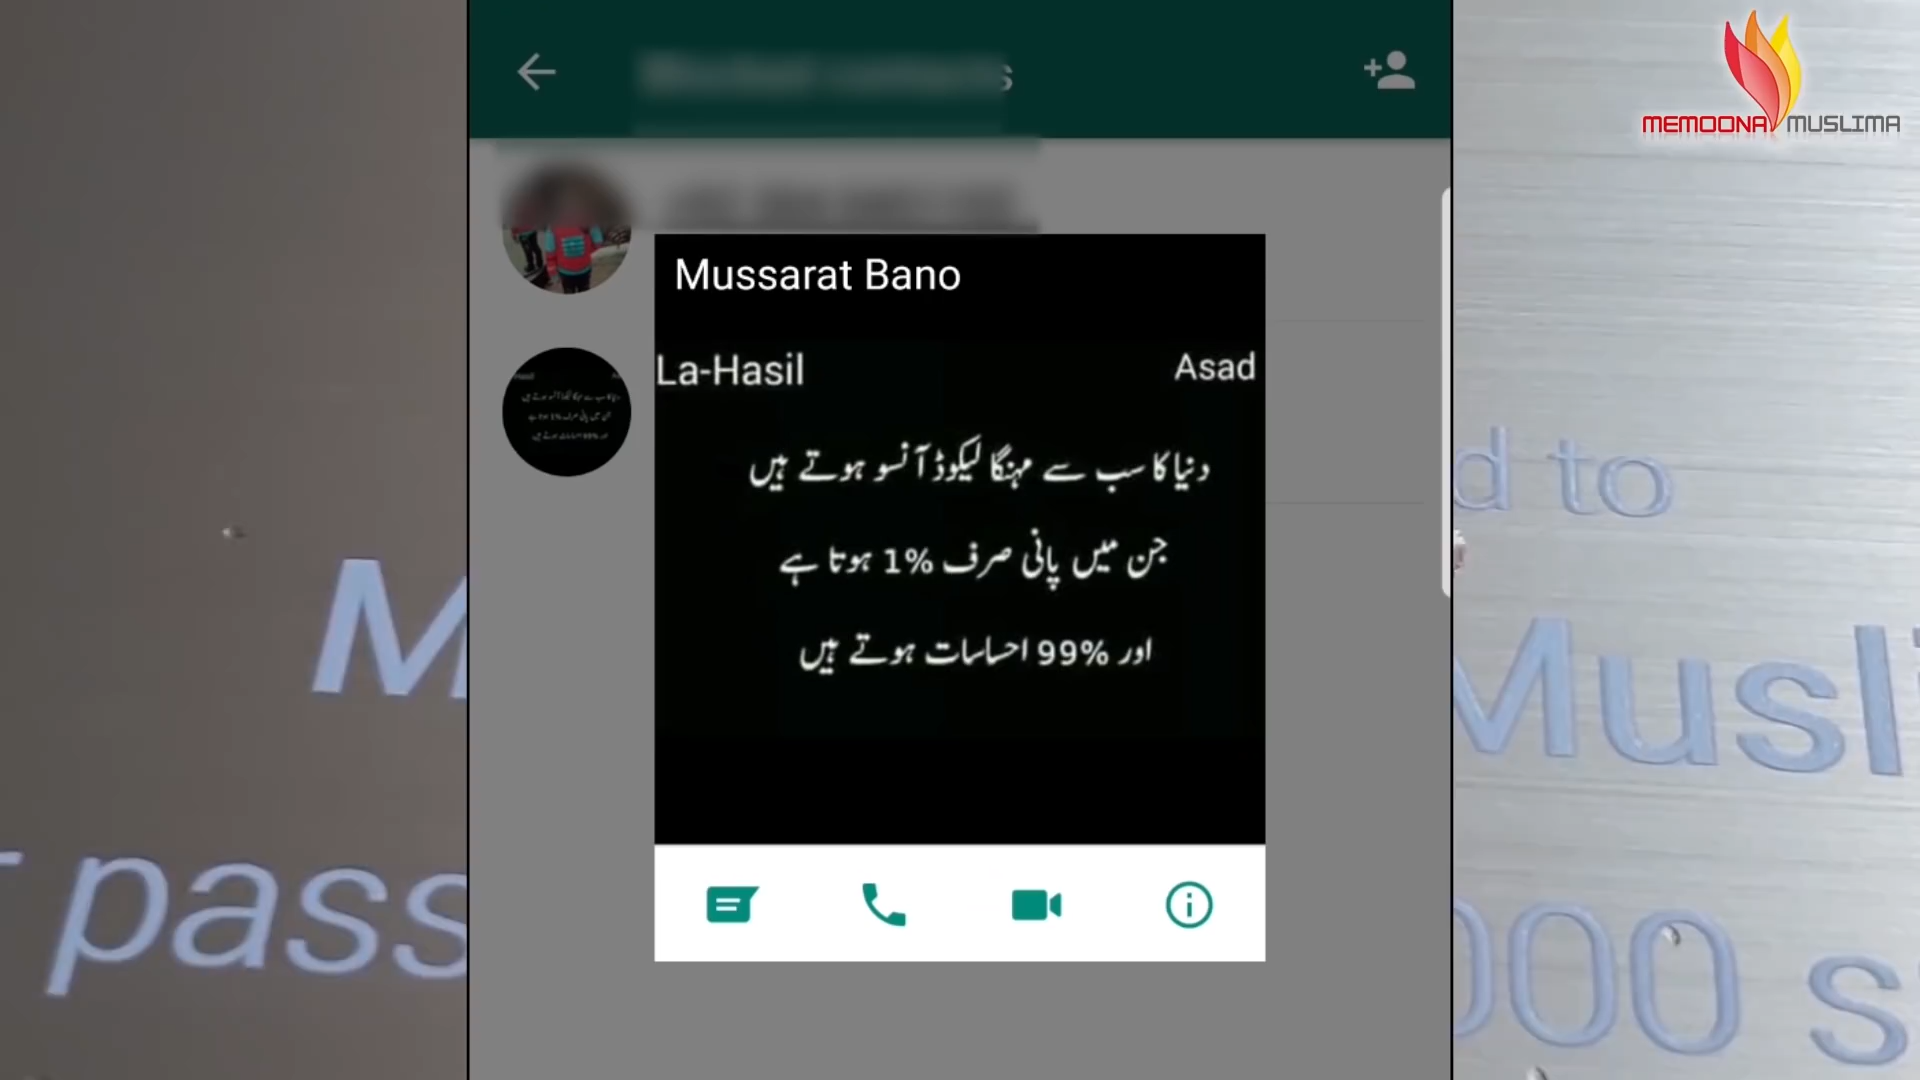 MEMOONA MUSLIMA
Mussarat Bano
La-Hasil Asad
دنیا کا سب سے مہنگا لیکوڈ آنسو ہوتے ہیں
جن میں پانی صرف 1% ہوتا ہے
اور 99% احساسات ہوتے ہیں
d to
M
Musli
pass
000 s